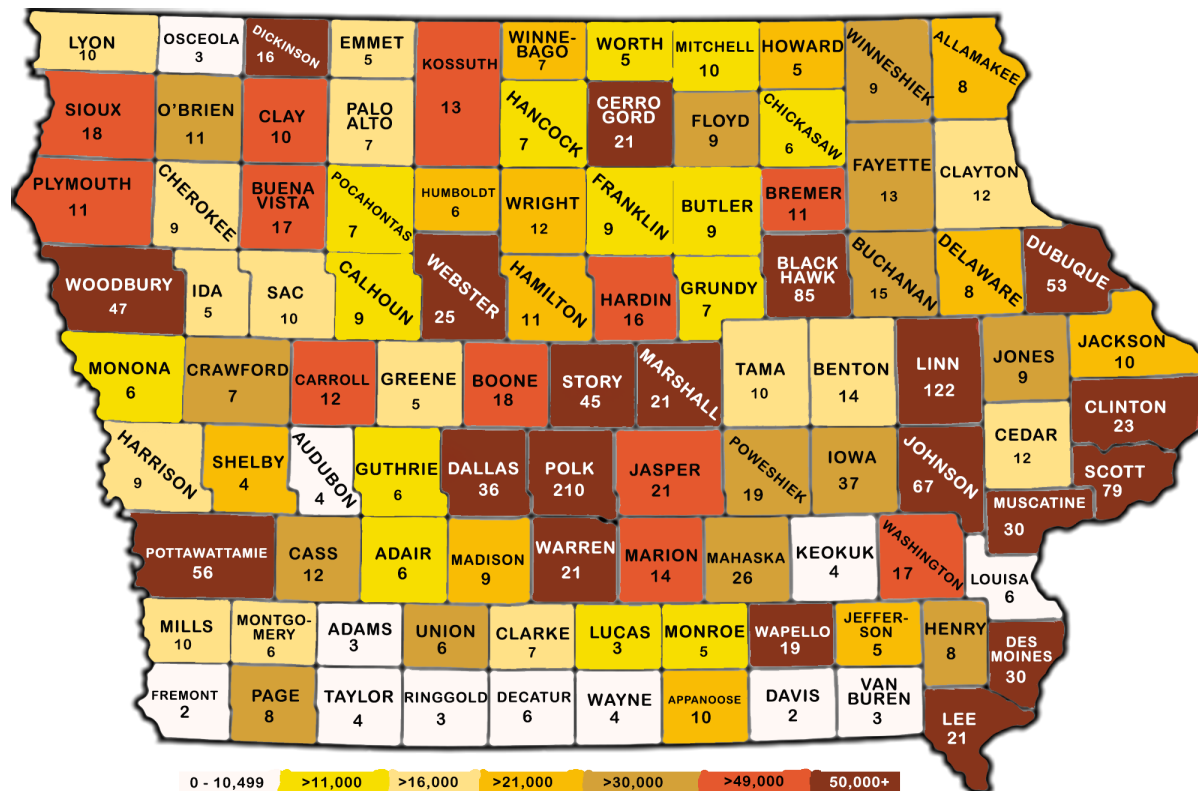 LYON
10
OSCEOLA
3
DICKINSON
16
EMMET
5
KOSSUTH
13
WINNE-
BAGO
7
WORTH
5
MITCHELL
10
HOWARD
5
WINNESHIEK
9
ALLAMAKEE
8
SIOUX
18
O'BRIEN
11
CLAY
10
PALO
ALTO
7
HANCOCK
7
CERRO
GORD
21
FLOYD
9
CHICKASAW
6
FAYETTE
13
CLAYTON
12
PLYMOUTH
11
CHEROKEE
9
BUENA
VISTA
17
POCAHONTAS
7
HUMBOLDT
6
WRIGHT
12
FRANKLIN
9
BUTLER
9
BREMER
11
WOODBURY
47
IDA
5
SAC
10
CALHOUN
9
WEBSTER
25
HAMILTON
11
HARDIN
16
GRUNDY
7
BLACK
HAWK
85
BUCHANAN
15
DELAWARE
8
DUBUQUE
53
MONONA
6
CRAWFORD
7
CARROLL
12
GREENE
5
BOONE
18
STORY
45
MARSHALL
21
TAMA
10
BENTON
14
LINN
122
JONES
9
JACKSON
10
CLINTON
23
HARRISON
9
SHELBY
4
AUDUBON
4
GUTHRIE
6
DALLAS
36
POLK
210
JASPER
21
POWESHIEK
19
IOWA
37
JOHNSON
67
CEDAR
12
SCOTT
79
MUSCATINE
30
POTTAWATTAMIE
56
CASS
12
ADAIR
6
MADISON
9
WARREN
21
MARION
14
MAHASKA
26
KEOKUK
4
WASHINGTON
17
LOUISA
6
MILLS
10
MONTGO-
MERY
6
ADAMS
3
UNION
6
CLARKE
7
LUCAS
3
MONROE
5
WAPELLO
19
JEFFER-
SON
5
HENRY
8
DES
MOINES
30
FREMONT
2
PAGE
8
TAYLOR
4
RINGGOLD
3
DECATUR
6
WAYNE
4
APPANOOSE
10
DAVIS
2
VAN
BUREN
3
LEE
21
0 - 10,499 >11,000 >16,000 >21,000 >30,000 >49,000 50,000+